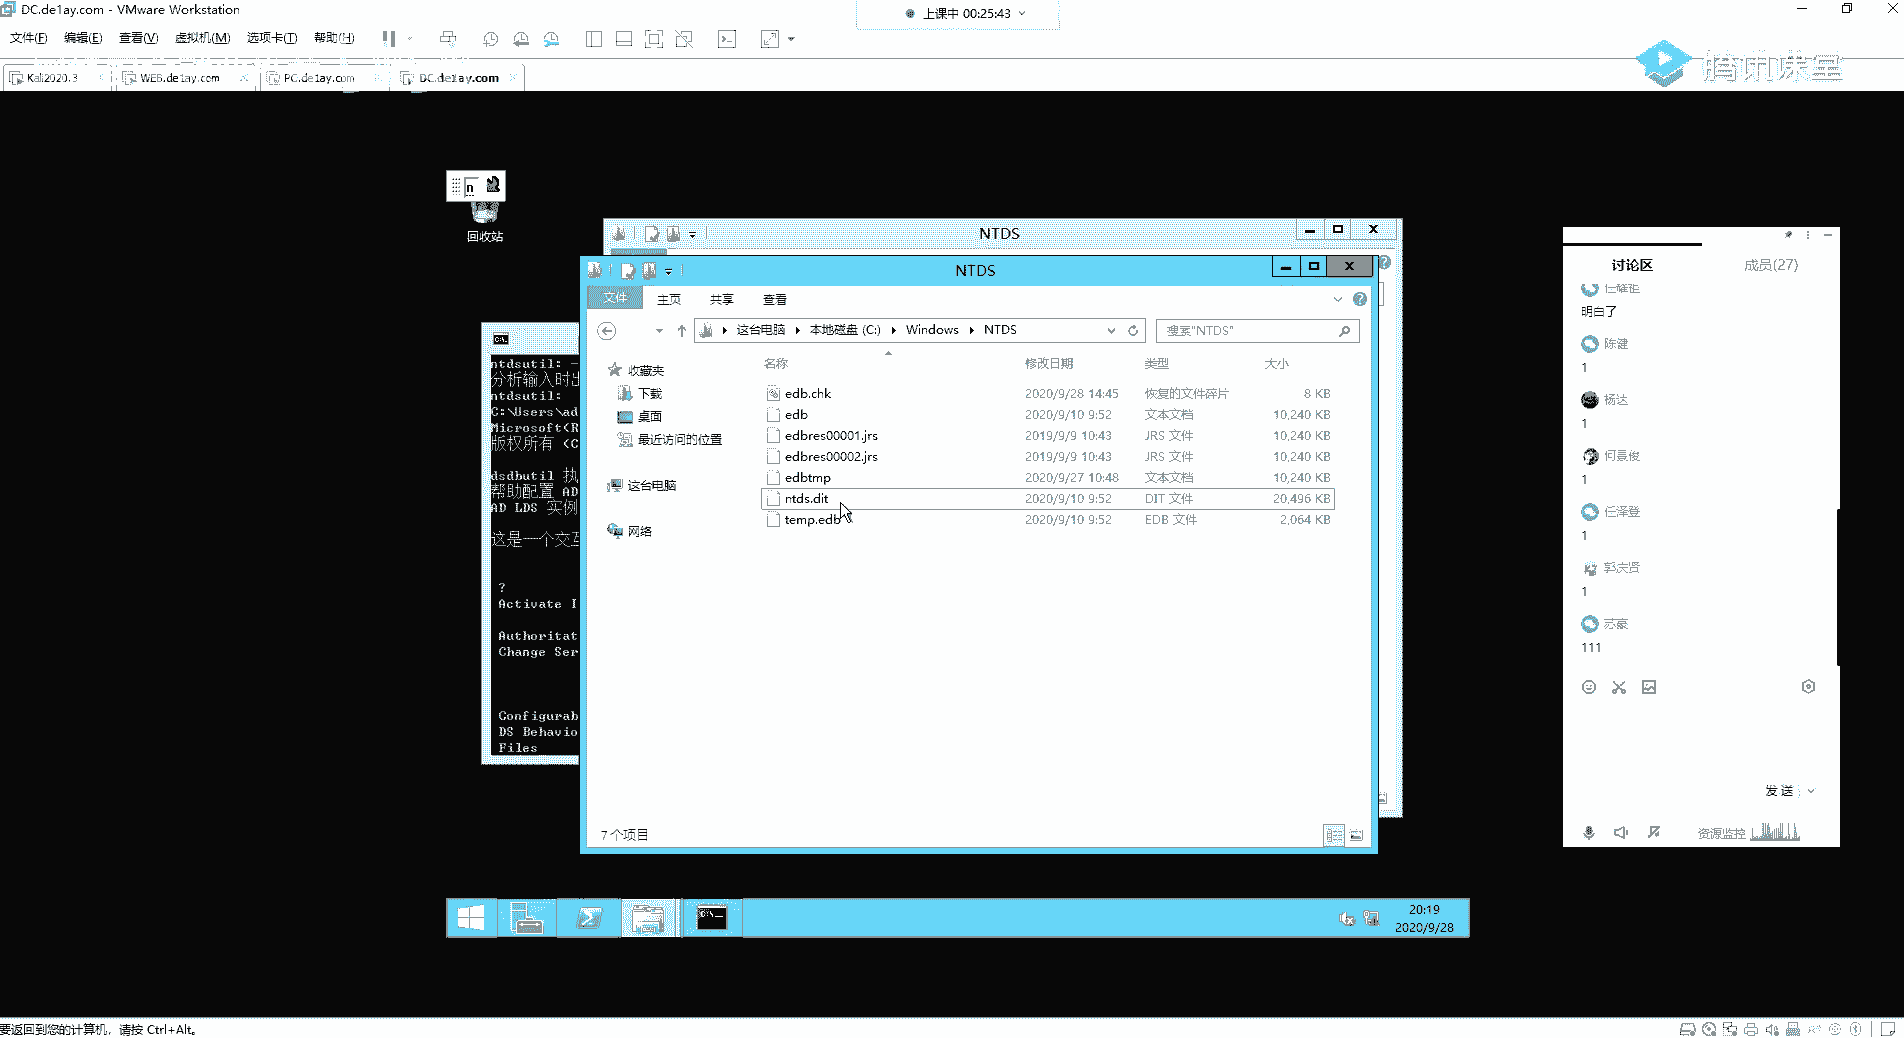 DC.de1ay.com - VMware Workstation
上课中 00:25:43
文件(F) 编辑(E) 查看(V) 虚拟机(M) 选项卡(T) 帮助(H)
Kali2020.3 WEB.de1ay.com PC.de1ay.com DC.de1ay.com
腾讯课堂
回收站
NTDS
NTDS
文件 主页 共享 查看
这台电脑 本地磁盘 (C:) Windows NTDS
搜索"NTDS"
名称 修改日期 类型 大小
edb.chk 2020/9/28 14:45 恢复的文件碎片 8 KB
edb 2020/9/10 9:52 文本文档 10,240 KB
edbres00001.jrs 2019/9/9 10:43 JRS 文件 10,240 KB
edbres00002.jrs 2019/9/9 10:43 JRS 文件 10,240 KB
edbtmp 2020/9/27 10:48 文本文档 10,240 KB
ntds.dit 2020/9/10 9:52 DIT 文件 20,496 KB
temp.edb 2020/9/10 9:52 EDB 文件 2,064 KB
收藏夹
下载
桌面
最近访问的位置
这台电脑
网络
7 个项目
C:\.
ntdsutil:
分析输入时出
ntdsutil:
C:\Users\ad
Microsoft(R
版权所有 (C
dsdbutil 执
帮助配置 AD
AD LDS 实例
这是一个交互
?
Activate I
Authoritat
Change Ser
Configurab
DS Behavio
Files
讨论区 成员(27)
明白了
陈健
1
杨达
1
何景俊
1
任泽登
1
1
苏豪
111
发送
资源监控
20:19
2020/9/28
要返回到您的计算机，请按 Ctrl+Alt。